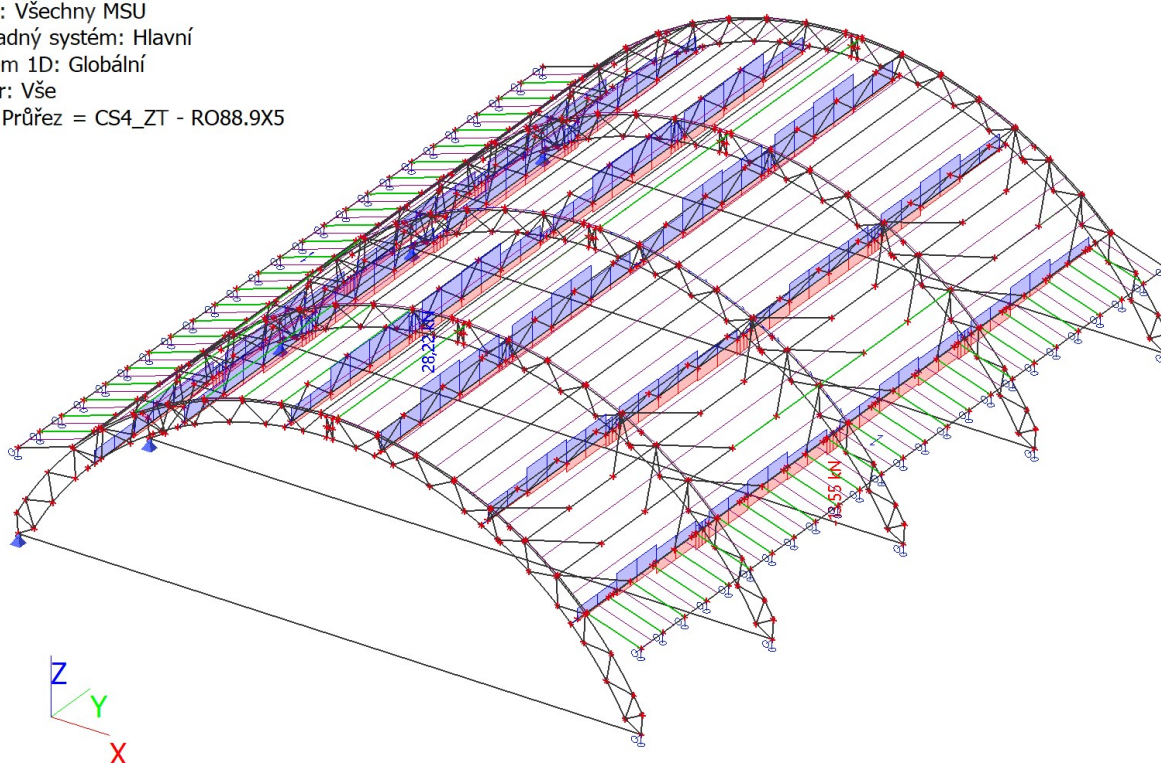 : Všechny MSU
adný systém: Hlavní
m 1D: Globální
r: Vše
Průřez = CS4_ZT - RO88.9X5
28,22 kN
Z
Y
X